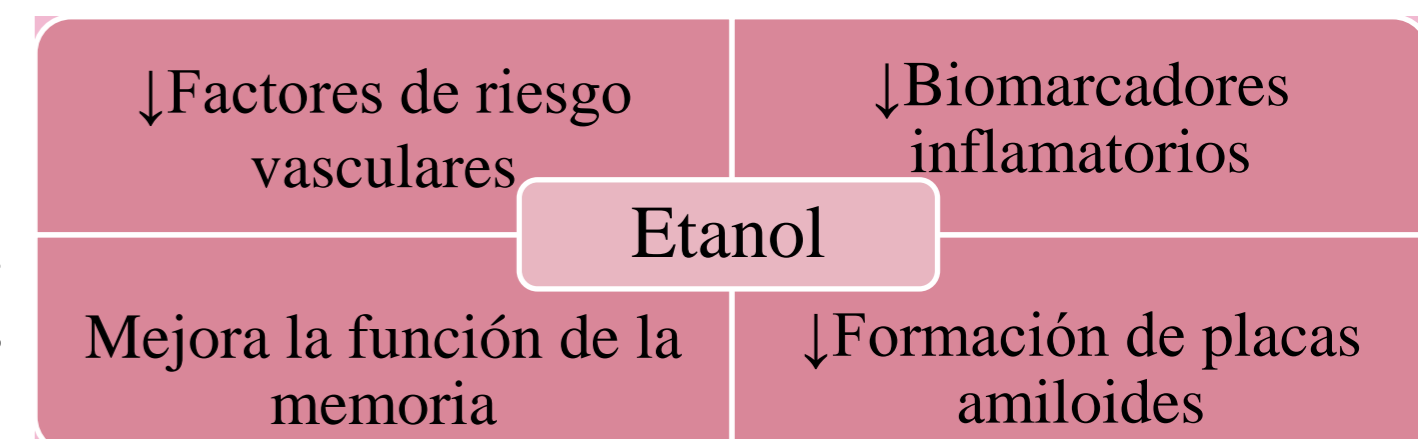 ↓Factores de riesgo
vasculares
↓Biomarcadores
inflamatorios
Etanol
Mejora la función de la
memoria
↓Formación de placas
amiloides